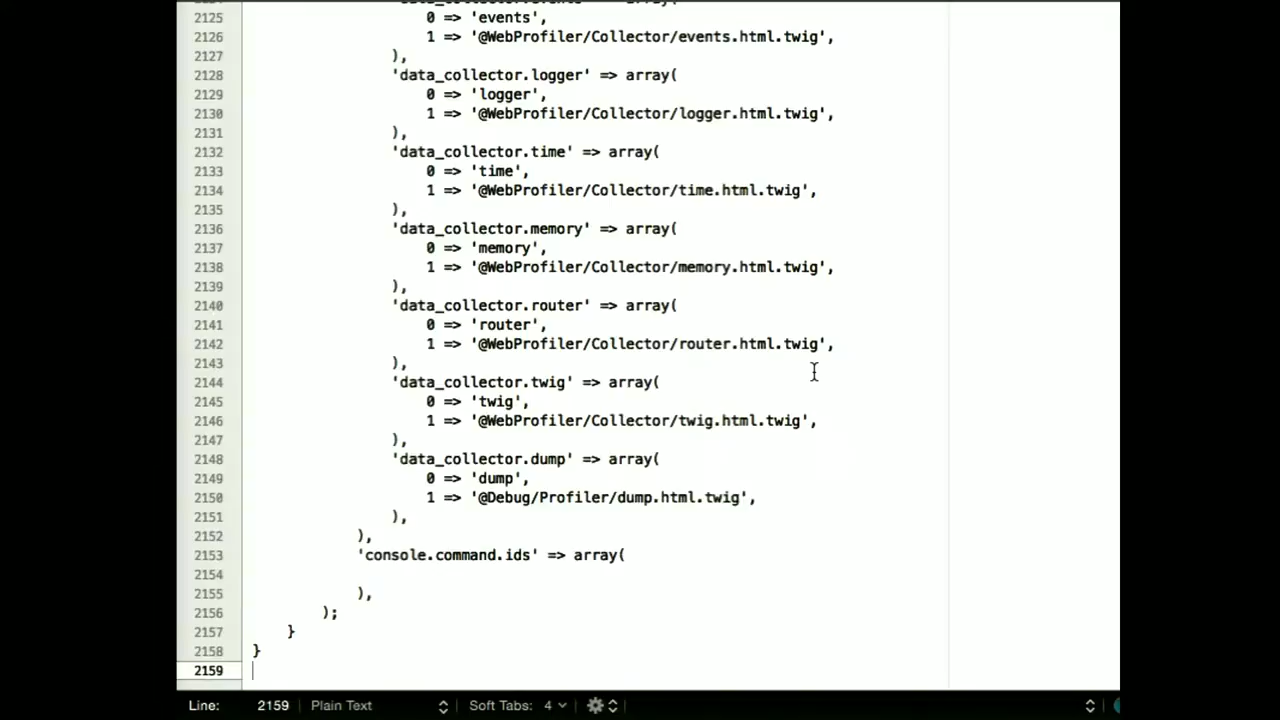 2125 0 => 'events',
2126 1 => '@WebProfiler/Collector/events.html.twig',
2127 ),
2128 'data_collector.logger' => array(
2129 0 => 'logger',
2130 1 => '@WebProfiler/Collector/logger.html.twig',
2131 ),
2132 'data_collector.time' => array(
2133 0 => 'time',
2134 1 => '@WebProfiler/Collector/time.html.twig',
2135 ),
2136 'data_collector.memory' => array(
2137 0 => 'memory',
2138 1 => '@WebProfiler/Collector/memory.html.twig',
2139 ),
2140 'data_collector.router' => array(
2141 0 => 'router',
2142 1 => '@WebProfiler/Collector/router.html.twig',
2143 ),
2144 'data_collector.twig' => array(
2145 0 => 'twig',
2146 1 => '@WebProfiler/Collector/twig.html.twig',
2147 ),
2148 'data_collector.dump' => array(
2149 0 => 'dump',
2150 1 => '@Debug/Profiler/dump.html.twig',
2151 ),
2152 ),
2153 'console.command.ids' => array(
2154
2155 ),
2156 );
2157 }
2158 }
2159
Line: 2159 Plain Text Soft Tabs: 4